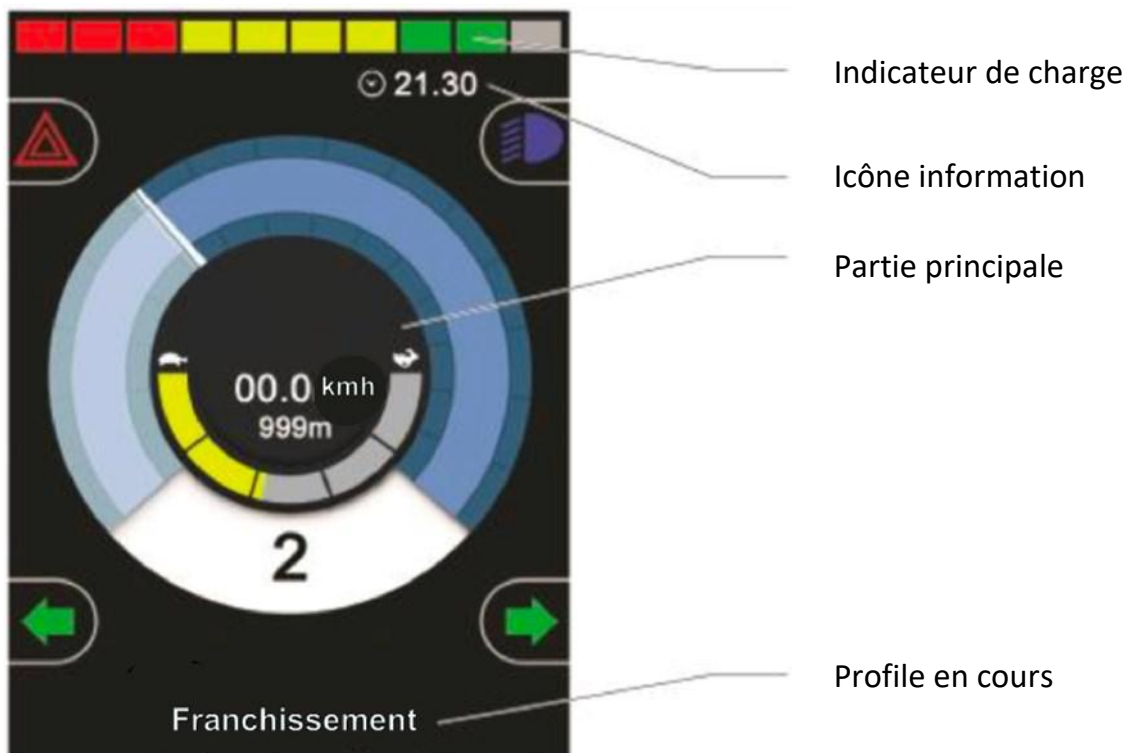 Indicateur de charge
21.30
Icône information
Partie principale
00.0 kmh
999m
2
Profile en cours
Franchissement